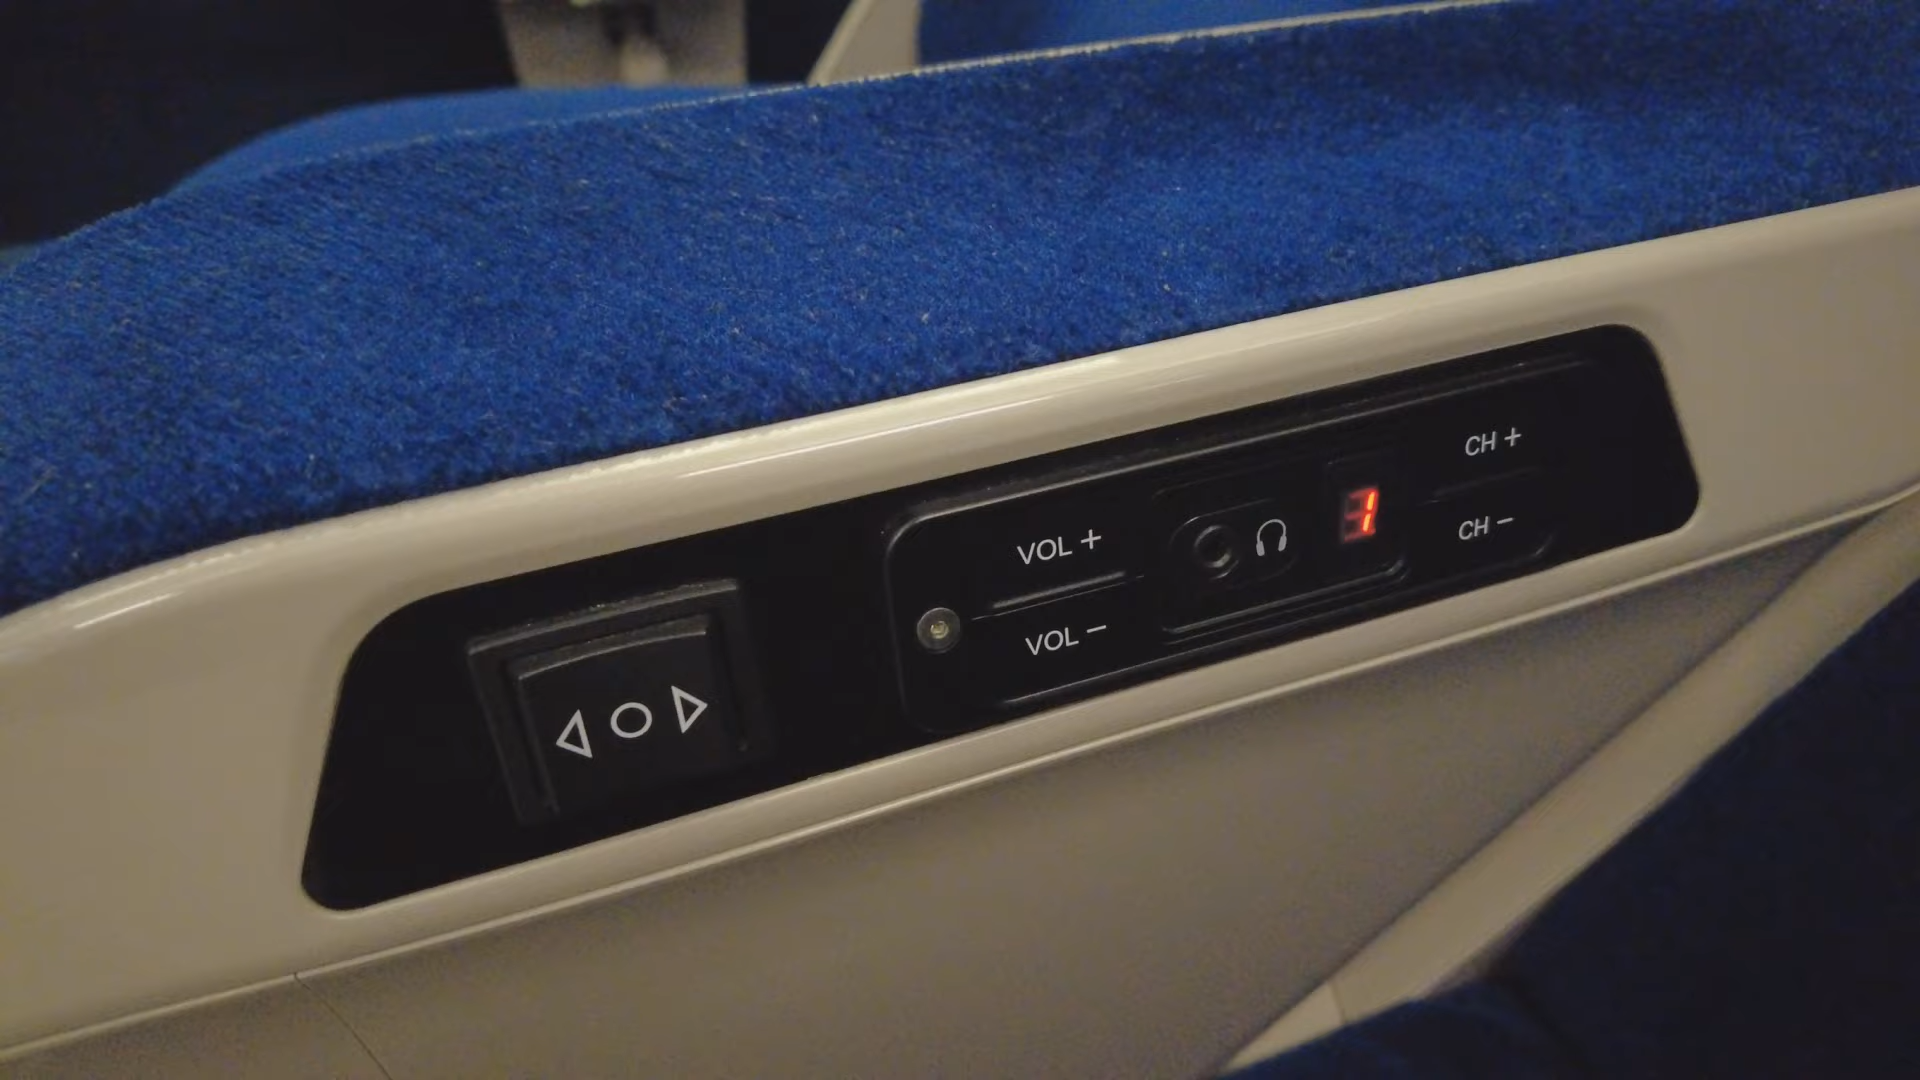 VOL +
VOL −
1
CH +
CH −